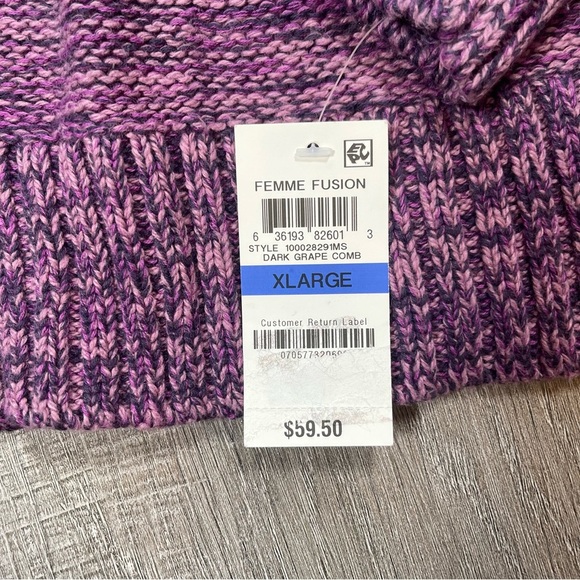 FEMME FUSION
6 36193 82601 3
STYLE 100028291MS
DARK GRAPE COMB
XLARGE
Customer Return Label
$59.50